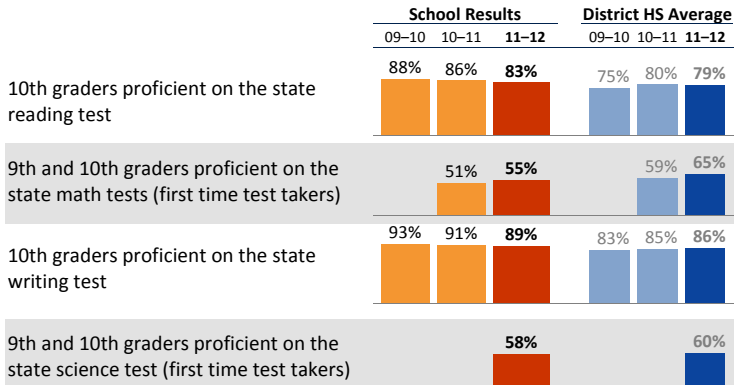 School Results District HS Average
09–10 10–11 11–12 09–10 10–11 11–12
88% 86% 83% 75% 80% 79%
10th graders proficient on the state
reading test
9th and 10th graders proficient on the
state math tests (first time test takers)
51% 55% 59% 65%
93% 91% 89% 83% 85% 86%
10th graders proficient on the state
writing test
9th and 10th graders proficient on the
state science test (first time test takers)
58% 60%